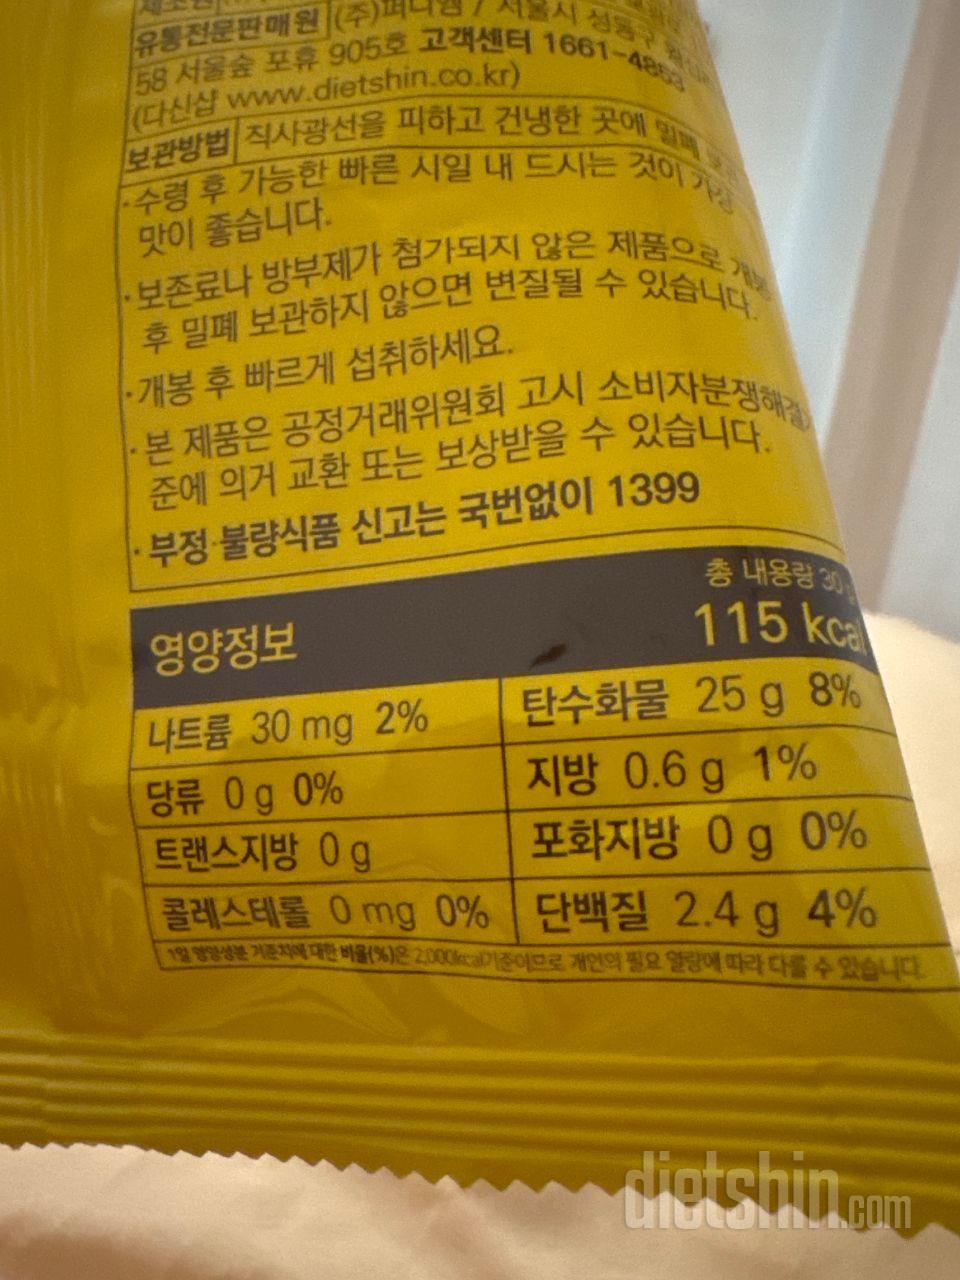 유통전문판매원 (주)퍼니엠 / 서울시 성동구
58 서울숲 포휴 905호 고객센터 1661-4853
(다신샵 www.dietshin.co.kr)
보관방법 직사광선을 피하고 건냉한 곳에 밀폐
·수령 후 가능한 빠른 시일 내 드시는 것이 가장
맛이 좋습니다.
·보존료나 방부제가 첨가되지 않은 제품으로 개봉
후 밀폐 보관하지 않으면 변질될 수 있습니다.
·개봉 후 빠르게 섭취하세요.
·본 제품은 공정거래위원회 고시 소비자분쟁해결
준에 의거 교환 또는 보상받을 수 있습니다.
·부정·불량식품 신고는 국번없이 1399
총 내용량 30 g
영양정보 115 kcal
나트륨 30 mg 2% 탄수화물 25 g 8%
당류 0 g 0% 지방 0.6 g 1%
트랜스지방 0 g 포화지방 0 g 0%
콜레스테롤 0 mg 0% 단백질 2.4 g 4%
1일 영양성분 기준치에 대한 비율(%)은 2,000kcal기준이므로 개인의 필요 열량에 따라 다를 수 있습니다.
dietshin.com